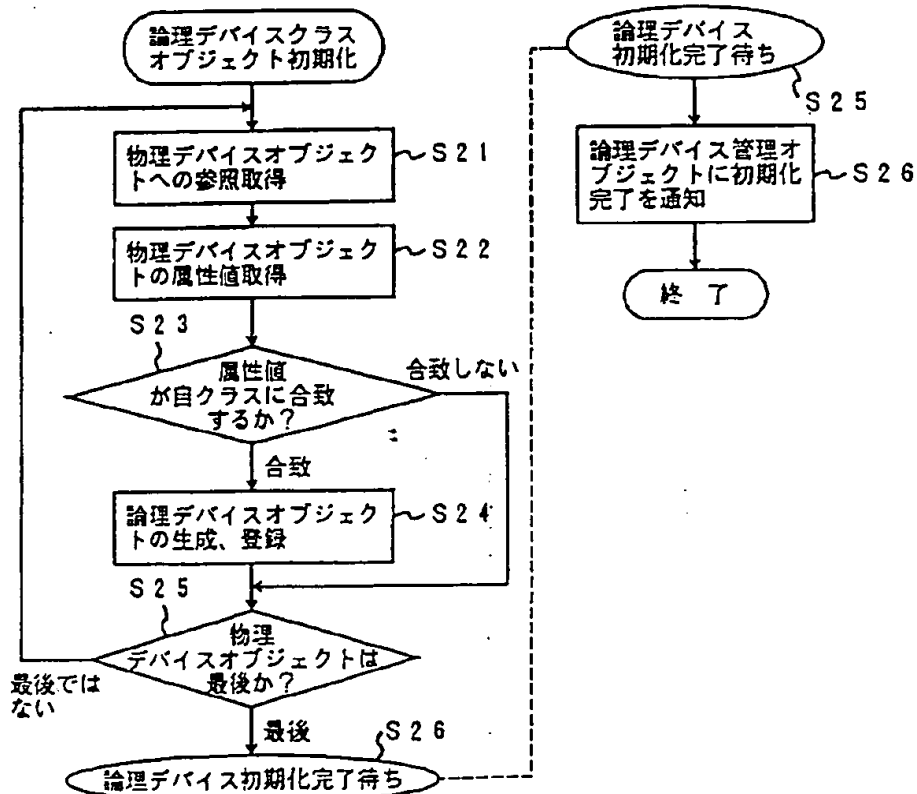 論理デバイスクラス
オブジェクト初期化
物理デバイスオブジェク
トへの参照取得
S21
物理デバイスオブジェク
トの属性値取得
S22
S23
属性値
が自クラスに合致
するか？
合致しない
合致
論理デバイスオブジェク
トの生成、登録
S24
S25
物理
デバイスオブジェクトは
最後か？
最後では
ない
最後
S26
論理デバイス初期化完了待ち
論理デバイス
初期化完了待ち
S25
論理デバイス管理オ
ブジェクトに初期化
完了を通知
S26
終了